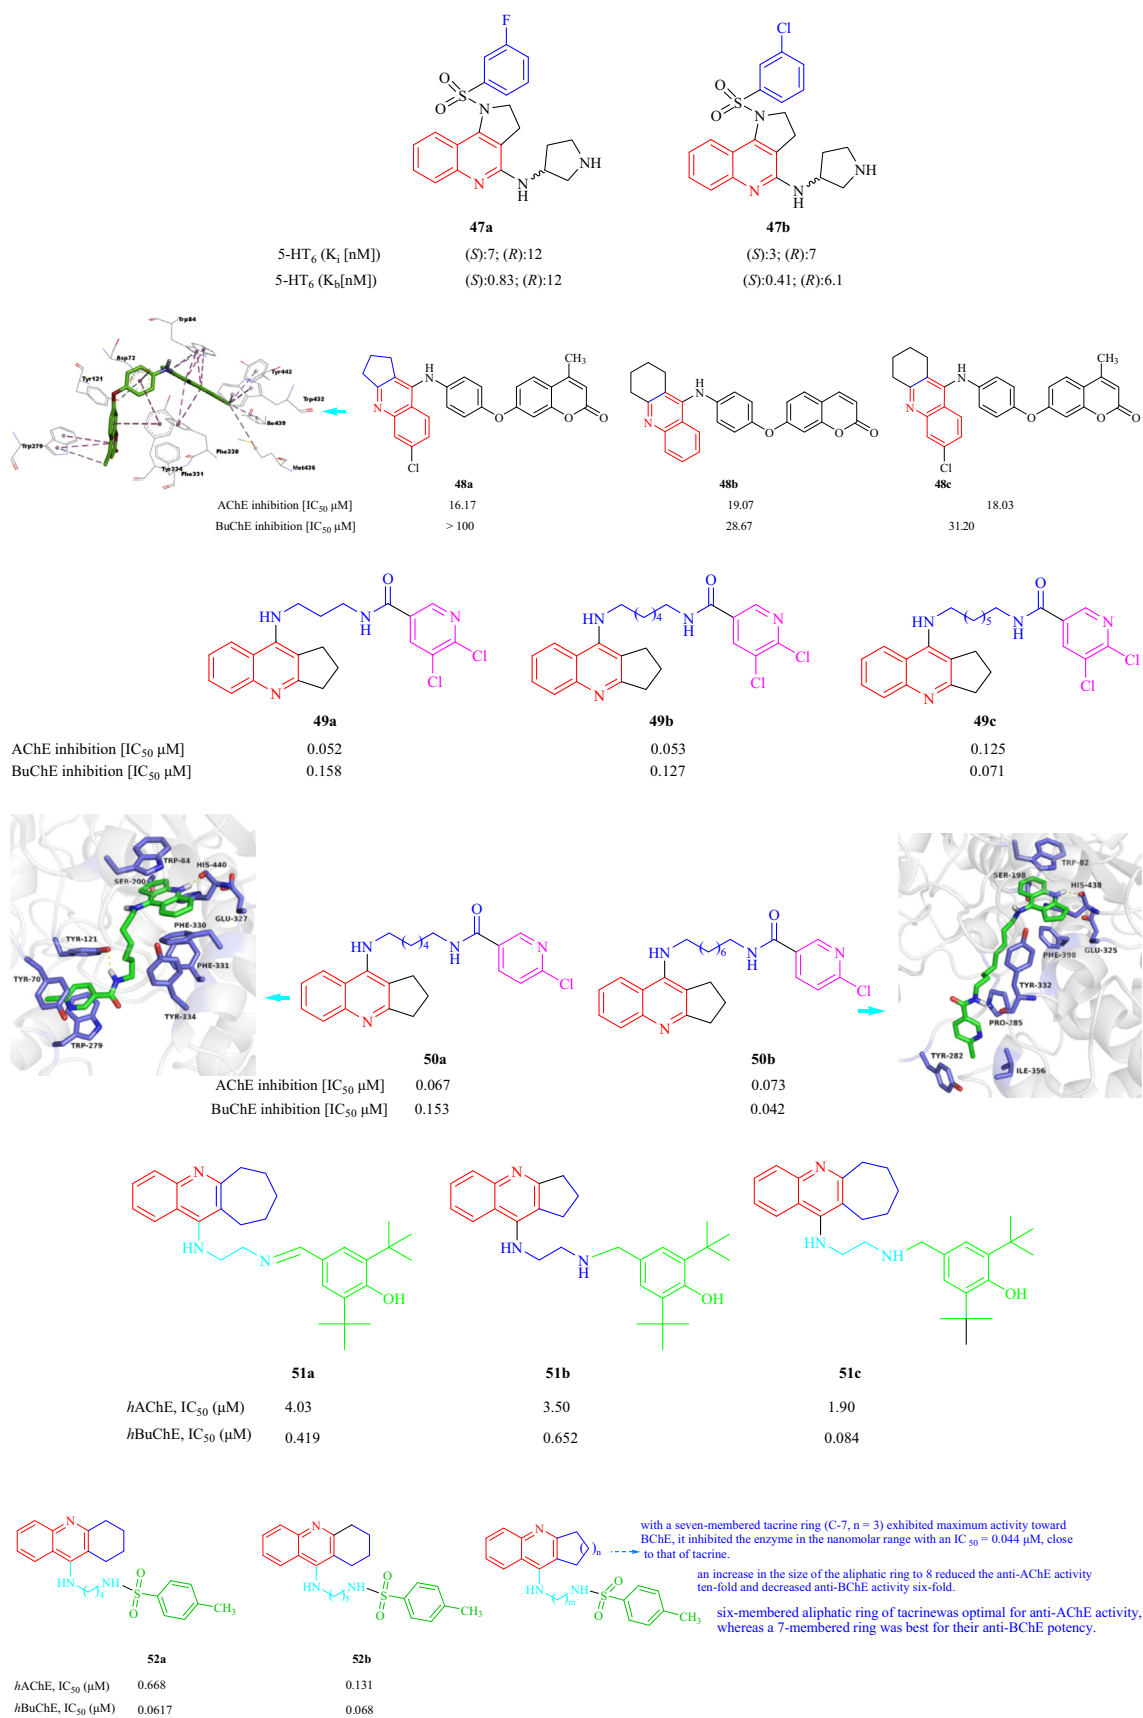 F
Cl
O
S
O
N
NH
N
N
H
O
S
O
N
NH
N
N
H
47a
47b
5-HT6 (Ki [nM])
(S):7; (R):12
(S):3; (R):7
5-HT6 (Kb[nM])
(S):0.83; (R):12
(S):0.41; (R):6.1
Trp84
Asp72
Tyr121
Tyr442
Trp432
Ile439
Trp279
Phe330
Tyr334
Phe331
Met436
CH3
HN
N
O
O
O
Cl
NH
N
O
O
O
CH3
HN
N
O
O
O
Cl
48a
48b
48c
AChE inhibition [IC50 μM]
16.17
19.07
18.03
BuChE inhibition [IC50 μM]
> 100
28.67
31.20
O
HN
N
H
N
Cl
Cl
N
O
HN
( )4
N
H
N
Cl
Cl
N
O
HN
( )5
N
H
N
Cl
Cl
N
49a
49b
49c
AChE inhibition [IC50 μM]
0.052
0.053
0.125
BuChE inhibition [IC50 μM]
0.158
0.127
0.071
TRP-84
HIS-440
SER-200
GLU-327
TYR-121
PHE-330
PHE-331
TYR-70
TYR-334
TRP-279
O
HN
( )4
N
H
N
Cl
N
O
HN
( )6
N
H
N
Cl
N
TRP-82
SER-198
HIS-438
GLU-325
PHE-398
TYR-332
PRO-285
TYR-282
ILE-356
50a
50b
AChE inhibition [IC50 μM]
0.067
0.073
BuChE inhibition [IC50 μM]
0.153
0.042
N
HN
N
OH
N
HN
N
H
OH
N
HN
NH
OH
51a
51b
51c
hAChE, IC50 (μM)
4.03
3.50
1.90
hBuChE, IC50 (μM)
0.419
0.652
0.084
N
HN
( )4
NH
O
S
O
CH3
N
HN
( )5
NH
O
S
O
CH3
N
( )n
HN
( )m
NH
O
S
O
CH3
with a seven-membered tacrine ring (C-7, n = 3) exhibited maximum activity toward
BChE, it inhibited the enzyme in the nanomolar range with an IC50 = 0.044 μM, close
to that of tacrine.
an increase in the size of the aliphatic ring to 8 reduced the anti-AChE activity
ten-fold and decreased anti-BChE activity six-fold.
six-membered aliphatic ring of tacrinewas optimal for anti-AChE activity,
whereas a 7-membered ring was best for their anti-BChE potency.
52a
52b
hAChE, IC50 (μM)
0.668
0.131
hBuChE, IC50 (μM)
0.0617
0.068